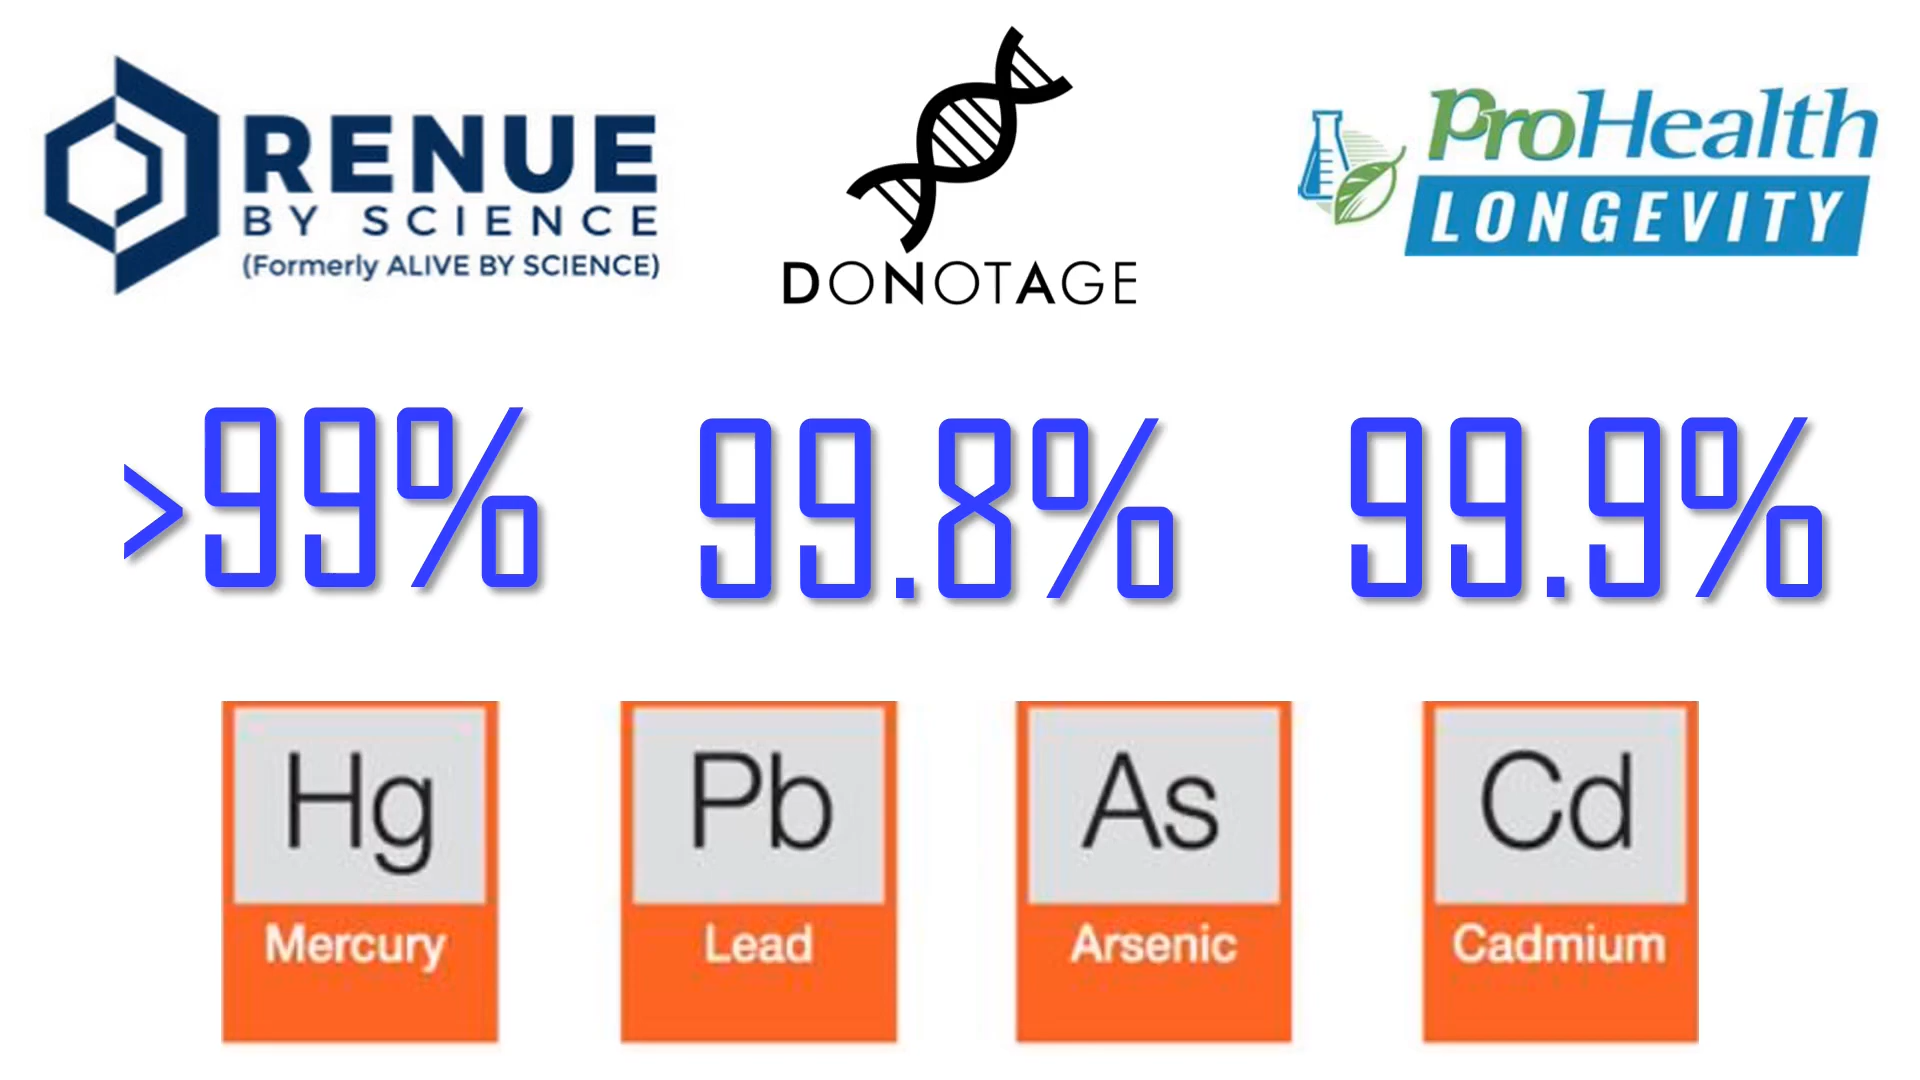 RENUE
BY SCIENCE
(Formerly ALIVE BY SCIENCE)
DONOTAGE
ProHealth
LONGEVITY
>99%
99.8%
99.9%
Hg
Mercury
Pb
Lead
As
Arsenic
Cd
Cadmium